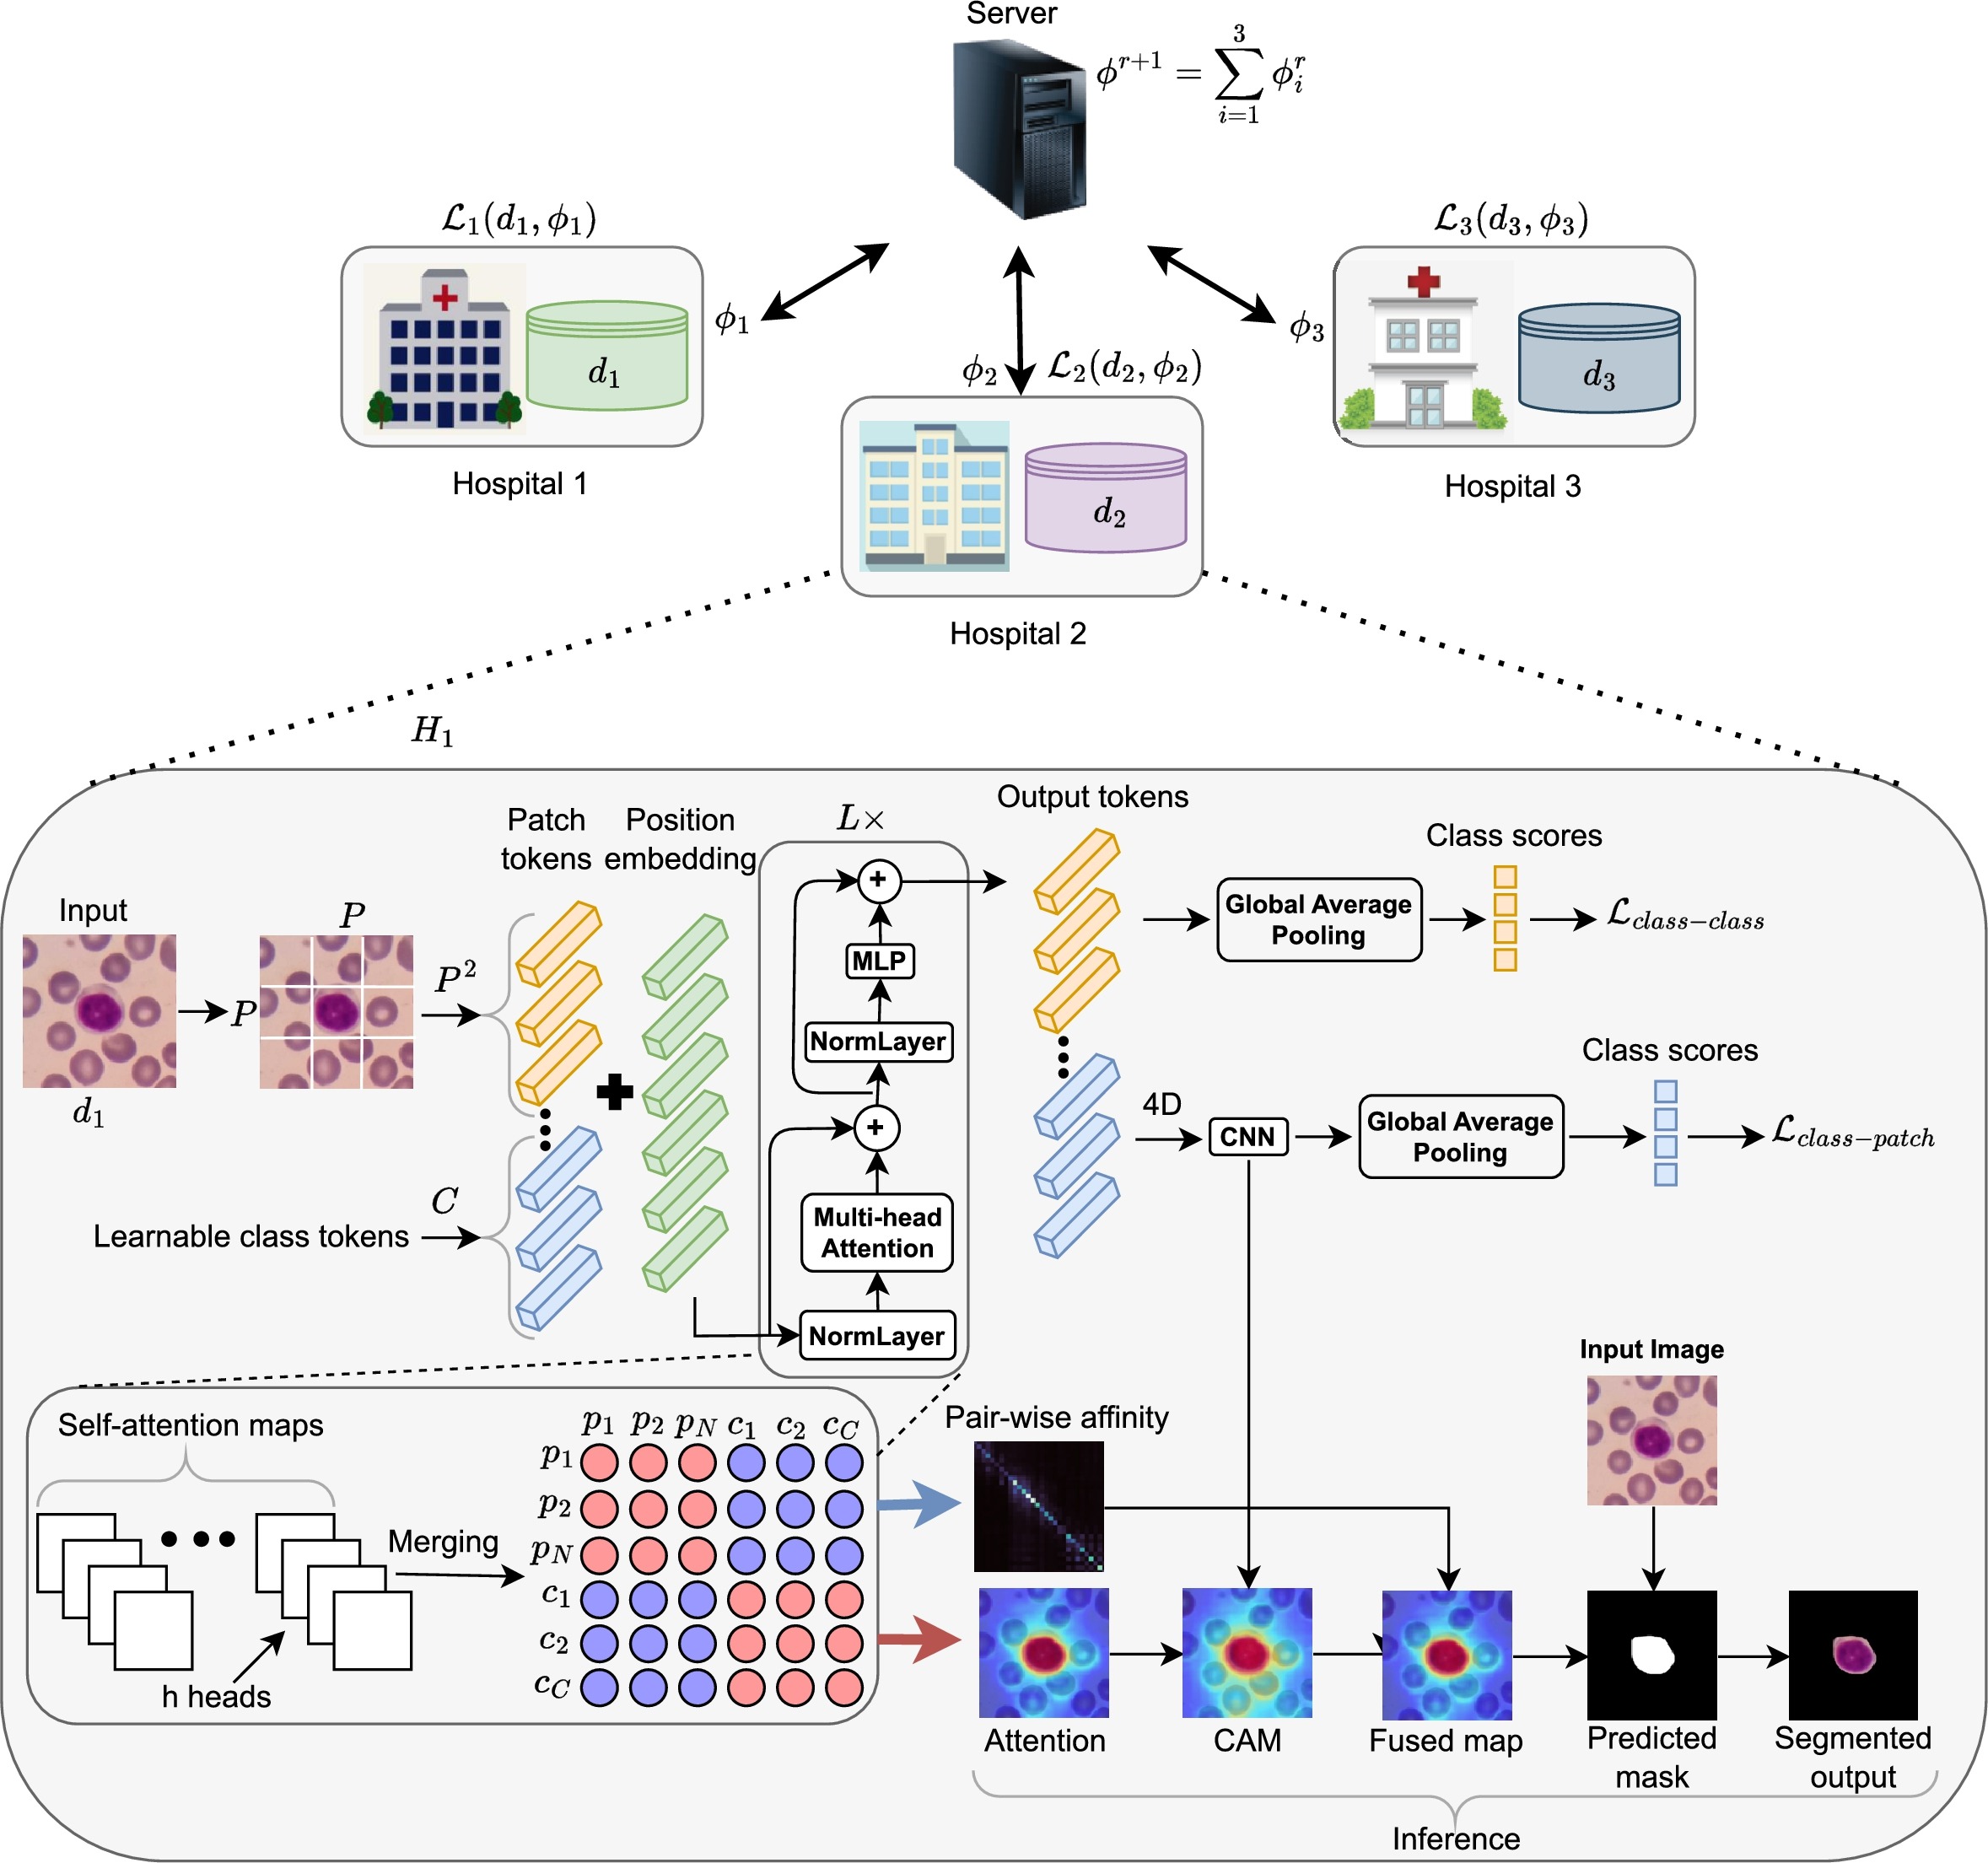 Server
$\phi^{r+1} = \sum_{i=1}^{3} \phi_i^r$
$\mathcal{L}_1(d_1, \phi_1)$
$\mathcal{L}_3(d_3, \phi_3)$
$d_1$
$\phi_1$
$\phi_3$
$d_3$
$\phi_2$
$\mathcal{L}_2(d_2, \phi_2)$
Hospital 1
Hospital 3
$d_2$
Hospital 2
$H_1$
Patch
tokens
Position
embedding
$L\times$
Output tokens
Class scores
Input
$P$
$P$
$P^2$
$d_1$
MLP
NormLayer
Global Average
Pooling
$\mathcal{L}_{class-class}$
Class scores
4D
CNN
Global Average
Pooling
$\mathcal{L}_{class-patch}$
Learnable class tokens
$C$
Multi-head
Attention
NormLayer
Input Image
Self-attention maps
$p_1$ $p_2$ $p_N$ $c_1$ $c_2$ $c_C$
$p_1$
$p_2$
$p_N$
$c_1$
$c_2$
$c_C$
Merging
h heads
Pair-wise affinity
Attention
CAM
Fused map
Predicted
mask
Segmented
output
Inference